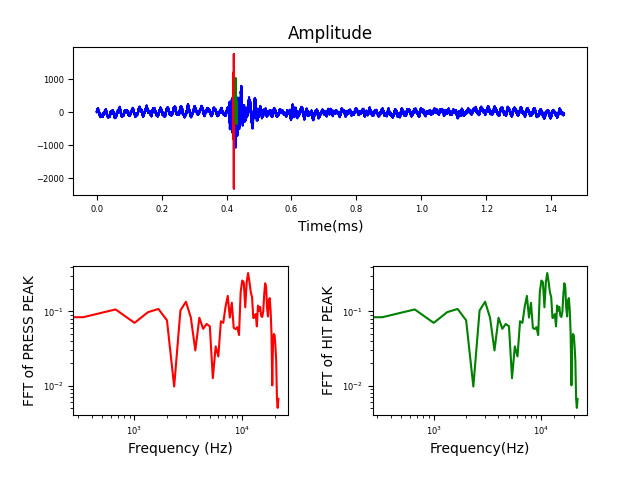 Amplitude
1000
0
−1000
−2000
0.0 0.2 0.4 0.6 0.8 1.0 1.2 1.4
Time(ms)
FFT of PRESS PEAK
10⁻¹
10⁻²
10³ 10⁴
Frequency (Hz)
FFT of HIT PEAK
10⁻¹
10⁻²
10³ 10⁴
Frequency(Hz)